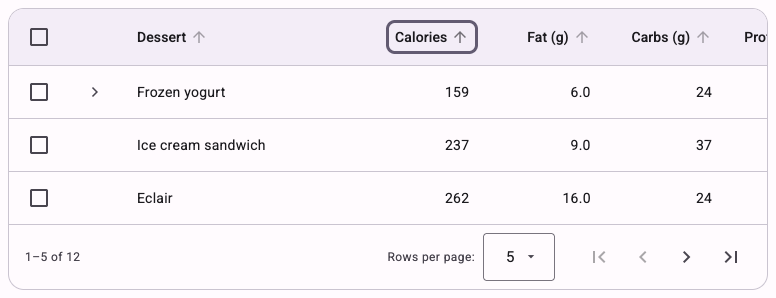 Dessert Calories Fat (g) Carbs (g) Pro
Frozen yogurt 159 6.0 24
Ice cream sandwich 237 9.0 37
Eclair 262 16.0 24
1–5 of 12 Rows per page: 5